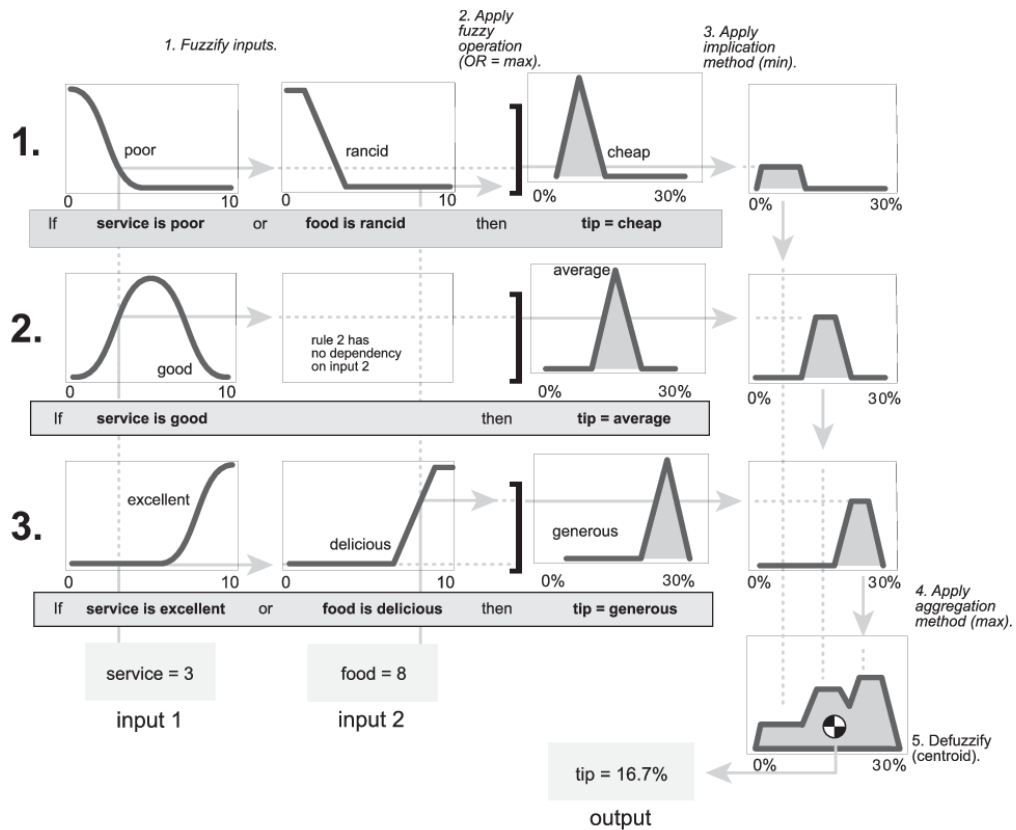 1. Fuzzify inputs.
2. Apply
fuzzy
operation
(OR = max).
3. Apply
implication
method (min).
1.
poor
0 10
rancid
0 10
cheap
0% 30%
0% 30%
If service is poor or food is rancid then tip = cheap
2.
good
0 10
rule 2 has
no dependency
on input 2
average
0% 30%
0% 30%
If service is good then tip = average
3.
excellent
0 10
delicious
0 10
generous
0% 30%
0% 30%
If service is excellent or food is delicious then tip = generous
4. Apply
aggregation
method (max).
service = 3
input 1
food = 8
input 2
0% 30%
5. Defuzzify
(centroid).
tip = 16.7%
output